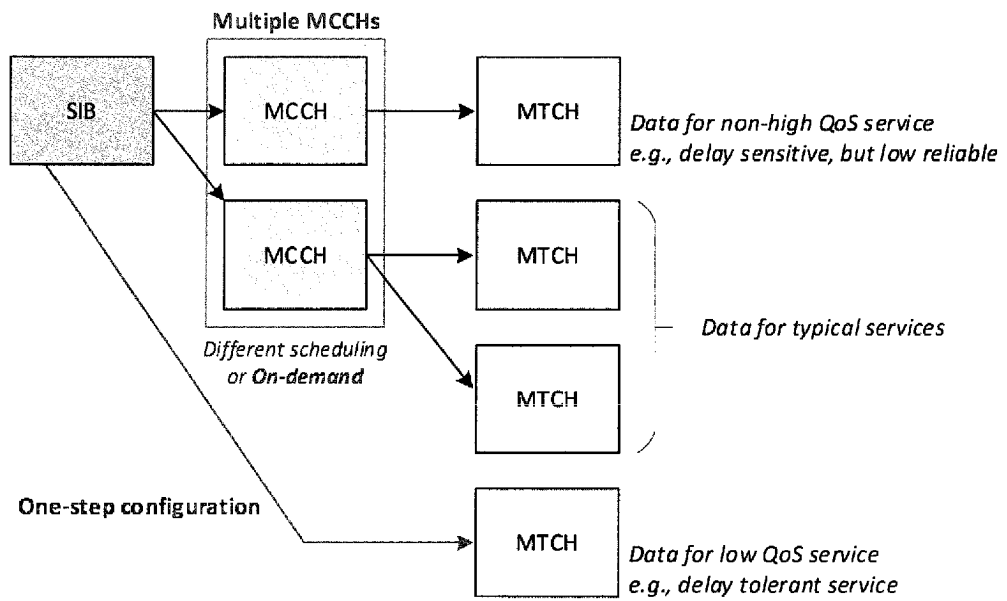 Multiple MCCHs
SIB
MCCH
MTCH
Data for non-high QoS service
e.g., delay sensitive, but low reliable
MCCH
MTCH
Data for typical services
Different scheduling
or On-demand
MTCH
One-step configuration
MTCH
Data for low QoS service
e.g., delay tolerant service